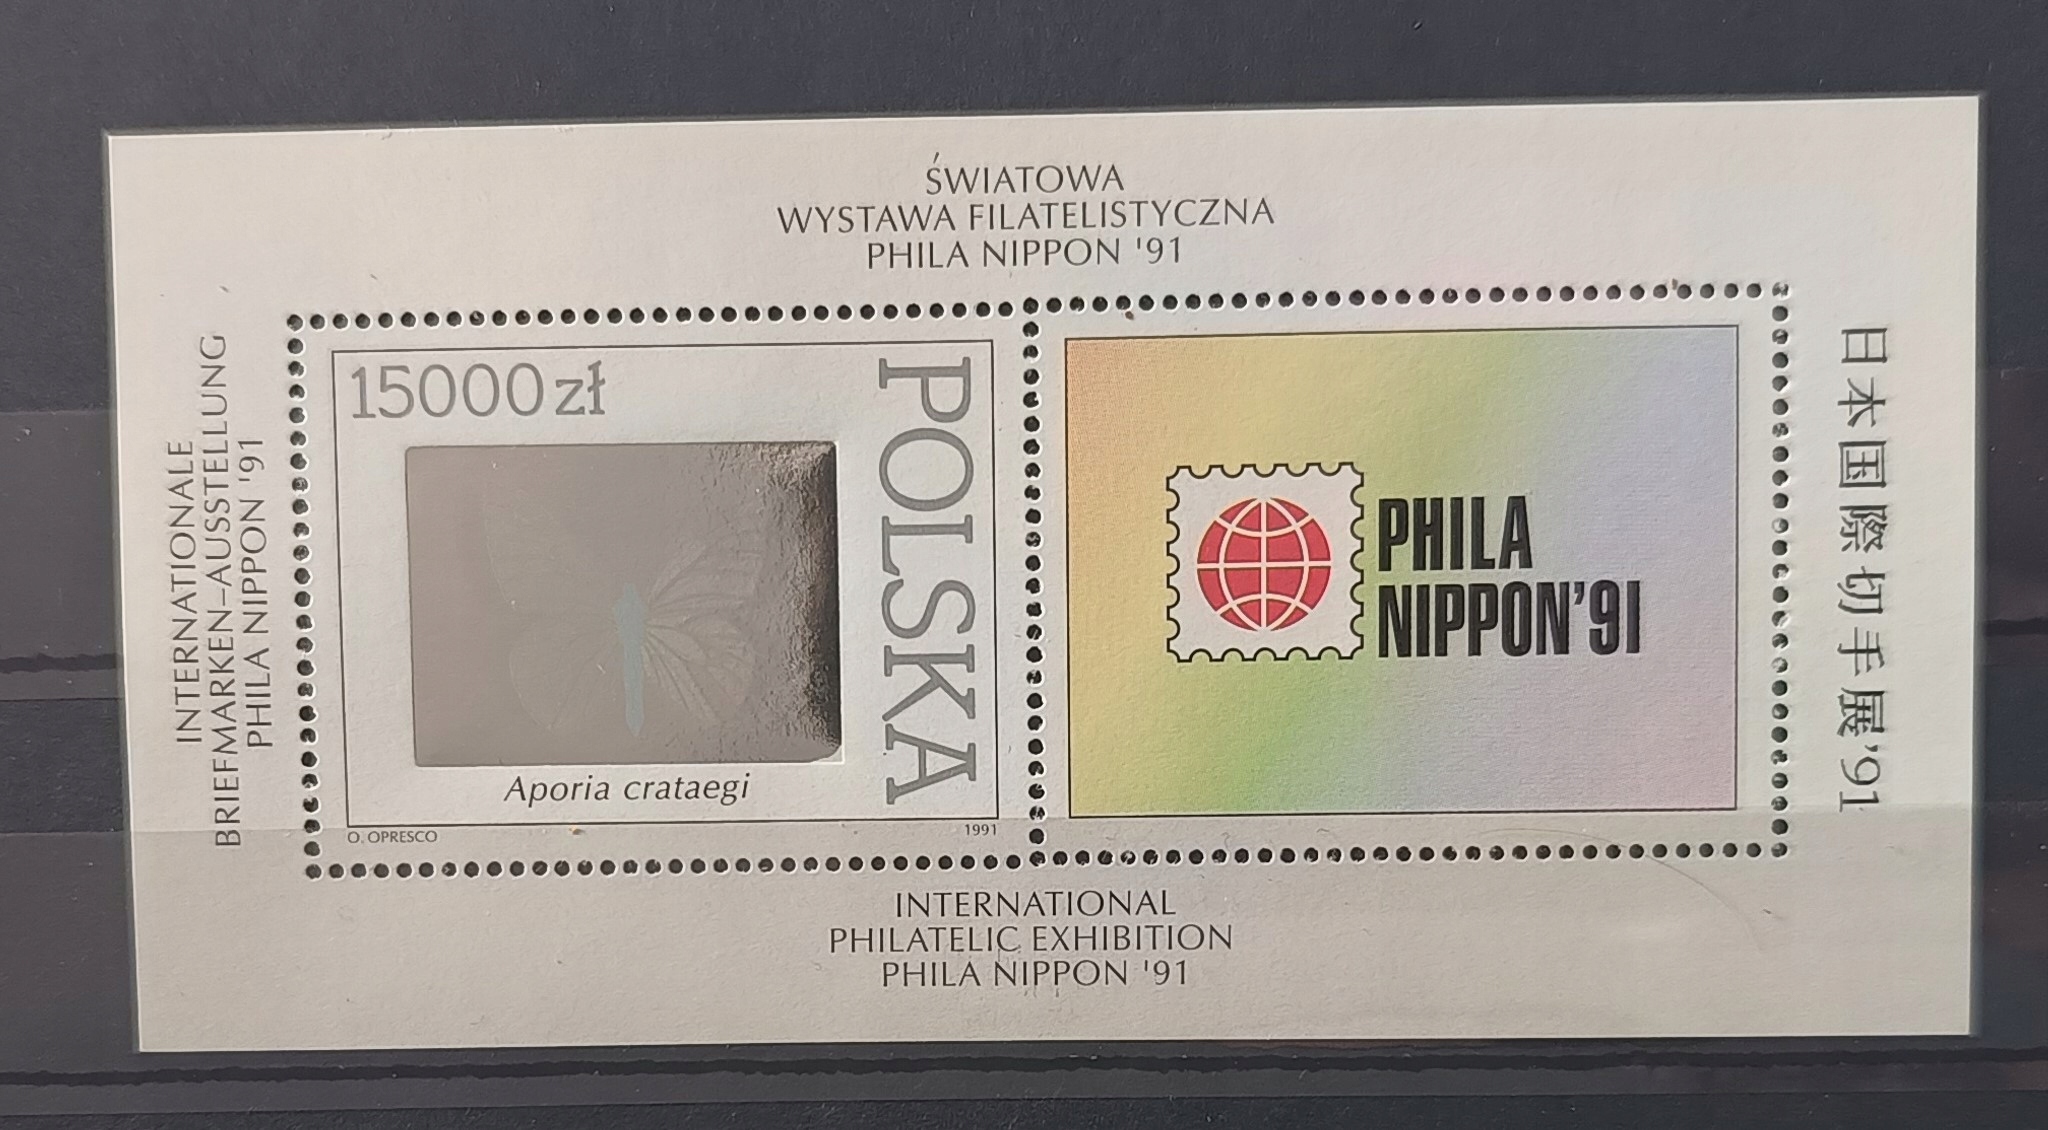 ŚWIATOWA
WYSTAWA FILATELISTYCZNA
PHILA NIPPON '91
INTERNATIONALE
BRIEFMARKEN-AUSSTELLUNG
PHILA NIPPON '91
15000 zł
POLSKA
Aporia crataegi
O. OPRESCO
1991
PHILA
NIPPON'91
日本国際切手展'91
INTERNATIONAL
PHILATELIC EXHIBITION
PHILA NIPPON '91